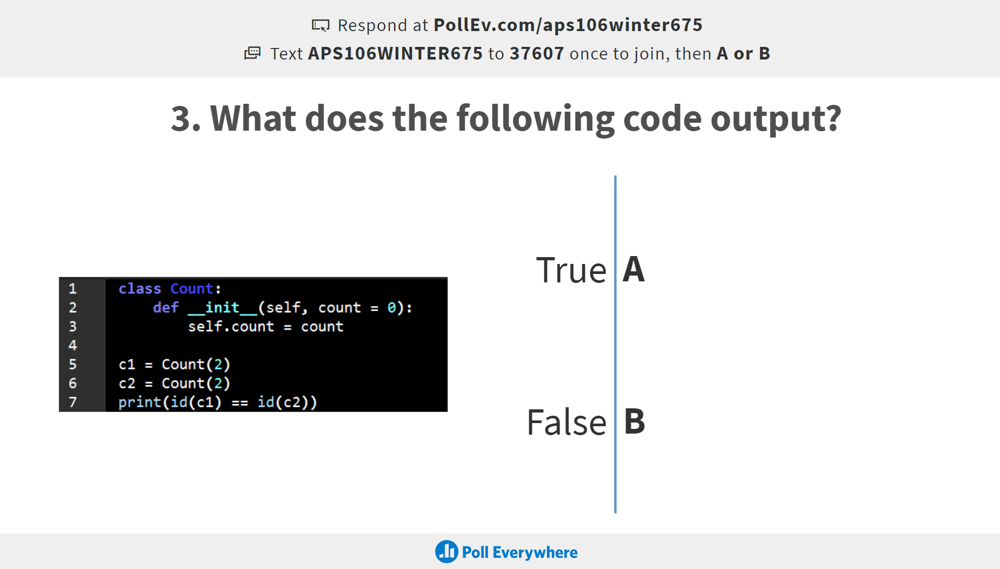 Respond at PollEv.com/aps106winter675
Text APS106WINTER675 to 37607 once to join, then A or B
3. What does the following code output?
1 class Count:
2     def __init__(self, count = 0):
3         self.count = count
4
5 c1 = Count(2)
6 c2 = Count(2)
7 print(id(c1) == id(c2))
True A
False B
Poll Everywhere